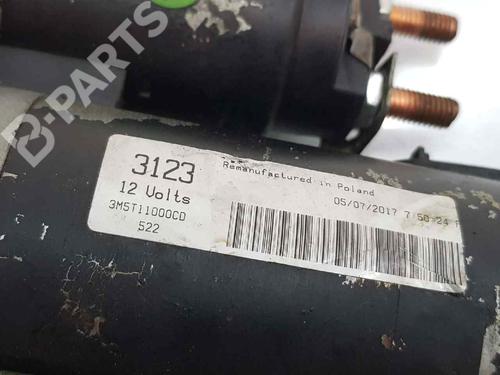 B-PARTS
3123
12 Volts
3M5T11000CD
522
Remanufactured in Poland
05/07/2017 7:50:24